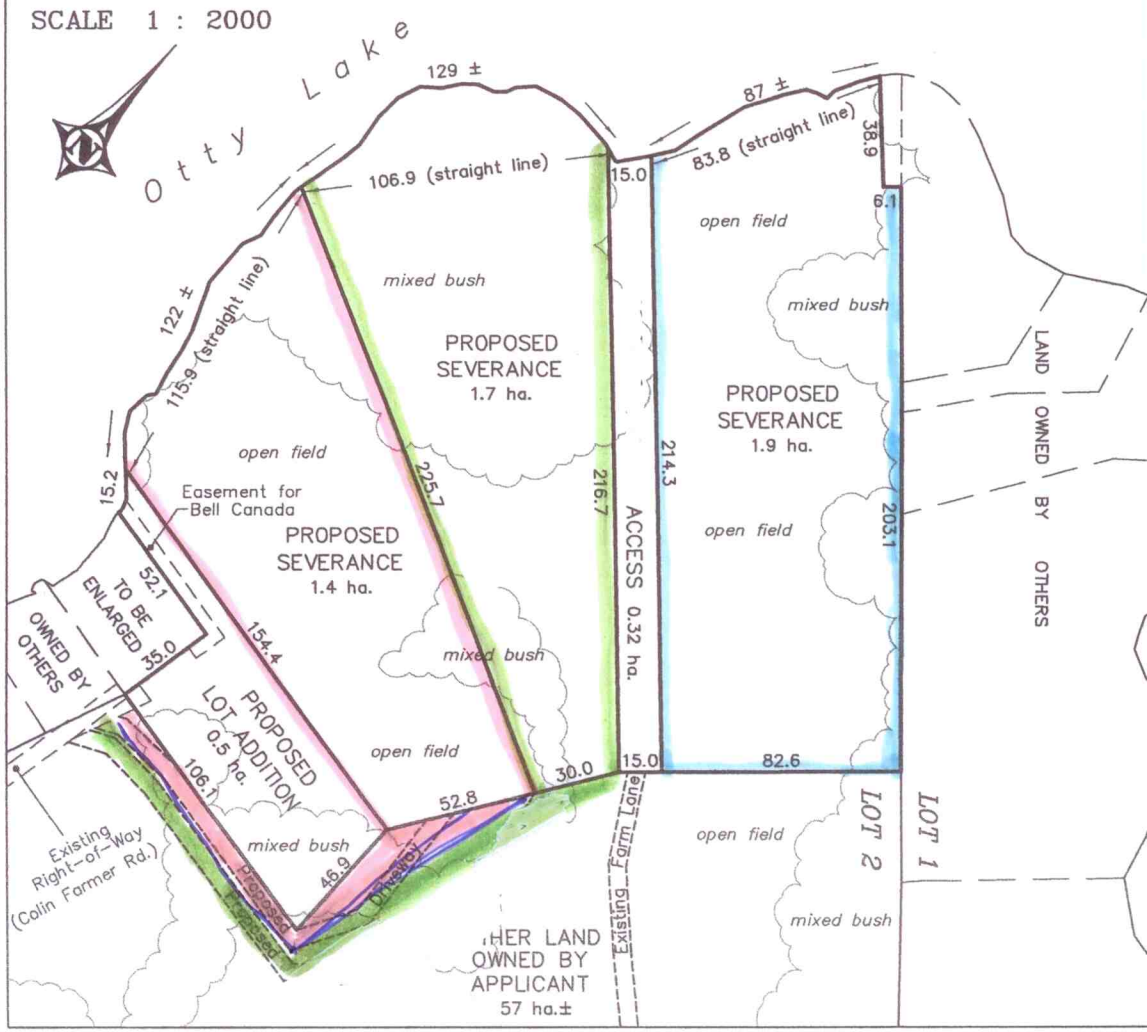 SCALE 1 : 2000
Otty Lake
129 ±
87 ±
38.9
106.9 (straight line)
15.0
83.8 (straight line)
6.1
open field
122 ±
115.9 (straight line)
mixed bush
mixed bush
PROPOSED
SEVERANCE
1.7 ha.
PROPOSED
SEVERANCE
1.9 ha.
LAND OWNED BY OTHERS
open field
225.7
216.7
214.3
15.2
Easement for
Bell Canada
PROPOSED
SEVERANCE
1.4 ha.
ACCESS 0.32 ha.
open field
203.1
52.1
TO BE
ENLARGED
35.0
OWNED BY
OTHERS
154.4
mixed bush
PROPOSED
LOT ADDITION
0.5 ha.
open field
106.1
52.8
30.0
15.0
82.6
mixed bush
46.9
Existing
Right-of-Way
(Colin Farmer Rd.)
Proposed
Proposed
Driveway
Existing Farm Lane
open field
LOT 2
LOT 1
mixed bush
HER LAND
OWNED BY
APPLICANT
57 ha.±